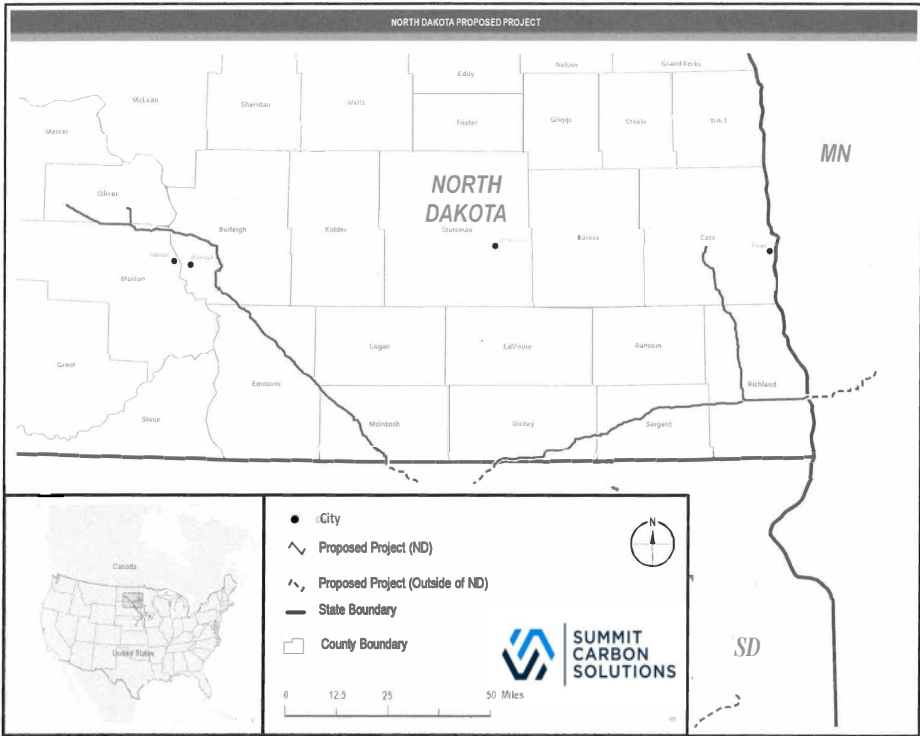 NORTH DAKOTA PROPOSED PROJECT
Nelson
Grand Forks
Eddy
McLean
Sheridan
Wells
Foster
Griggs
Steele
Mercer
MN
Oliver
NORTH
DAKOTA
Burleigh
Kidder
Stutsman
Barnes
Cass
Morton
Logan
LaMoure
Ransom
Grant
Emmons
Richland
Sioux
McIntosh
Dickey
Sargent
Canada
United States
City
Proposed Project (ND)
Proposed Project (Outside of ND)
State Boundary
County Boundary
N
SUMMIT
CARBON
SOLUTIONS
0 12.5 25 50 Miles
SD